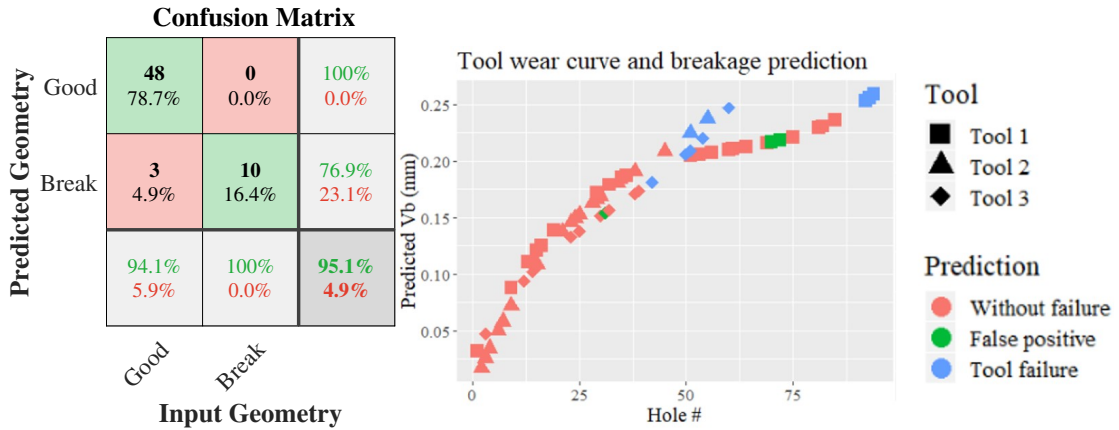 Confusion Matrix
Predicted Geometry
Good
48
78.7%
0
0.0%
100%
0.0%
Break
3
4.9%
10
16.4%
76.9%
23.1%
94.1%
5.9%
100%
0.0%
95.1%
4.9%
Good
Break
Input Geometry
Tool wear curve and breakage prediction
Predicted Vb (mm)
0.25
0.20
0.15
0.10
0.05
0
25
50
75
Hole #
Tool
Tool 1
Tool 2
Tool 3
Prediction
Without failure
False positive
Tool failure